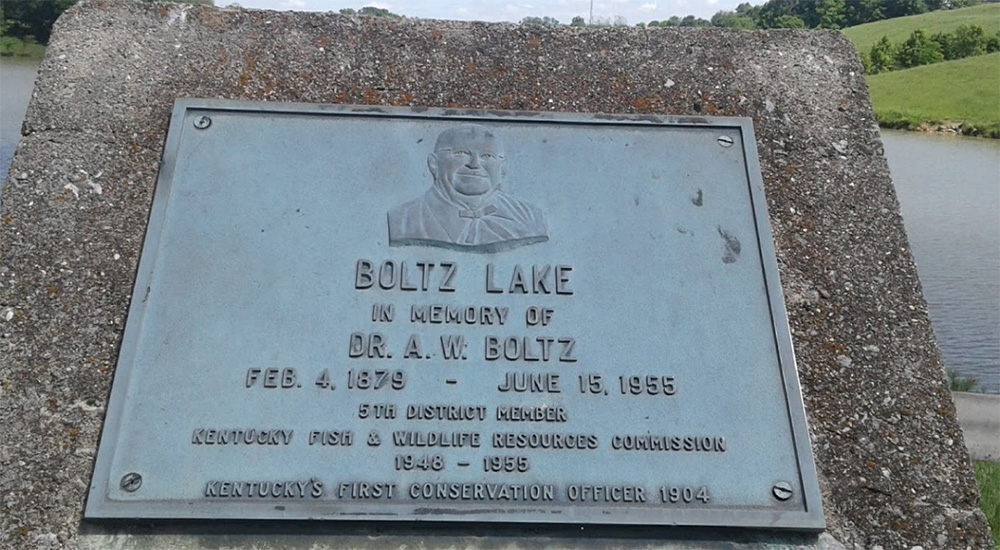 BOLTZ LAKE
IN MEMORY OF
DR. A. W. BOLTZ
FEB. 4, 1879 - JUNE 15, 1955
5TH DISTRICT MEMBER
KENTUCKY FISH & WILDLIFE RESOURCES COMMISSION
1948 - 1955
KENTUCKY'S FIRST CONSERVATION OFFICER 1904